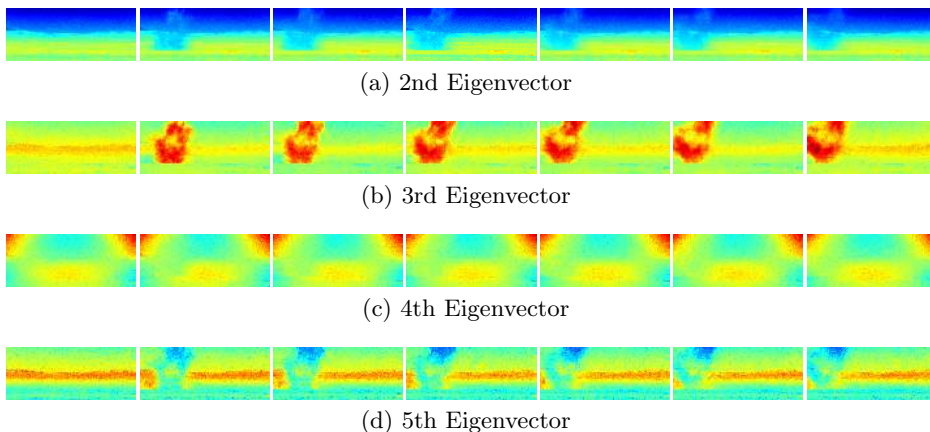 (a) 2nd Eigenvector
(b) 3rd Eigenvector
(c) 4th Eigenvector
(d) 5th Eigenvector